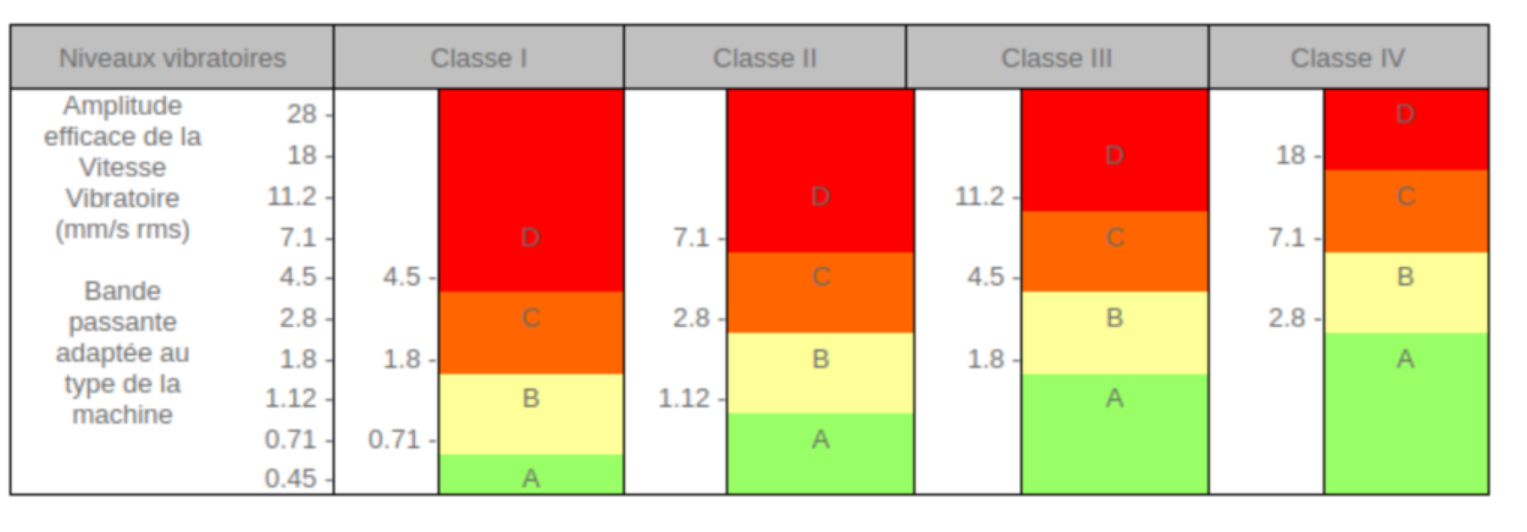 Niveaux vibratoires Classe I Classe II Classe III Classe IV
Amplitude
efficace de la
Vitesse
Vibratoire
(mm/s rms)
Bande
passante
adaptée au
type de la
machine
28 - D
18 - D 18 -
11.2 - D 11.2 - C
7.1 - D 7.1 - C 7.1 -
4.5 - 4.5 - C 4.5 - B
2.8 - C 2.8 - B 2.8 -
1.8 - 1.8 - B 1.8 - A
1.12 - B 1.12 - A
0.71 - 0.71 - A
0.45 - A